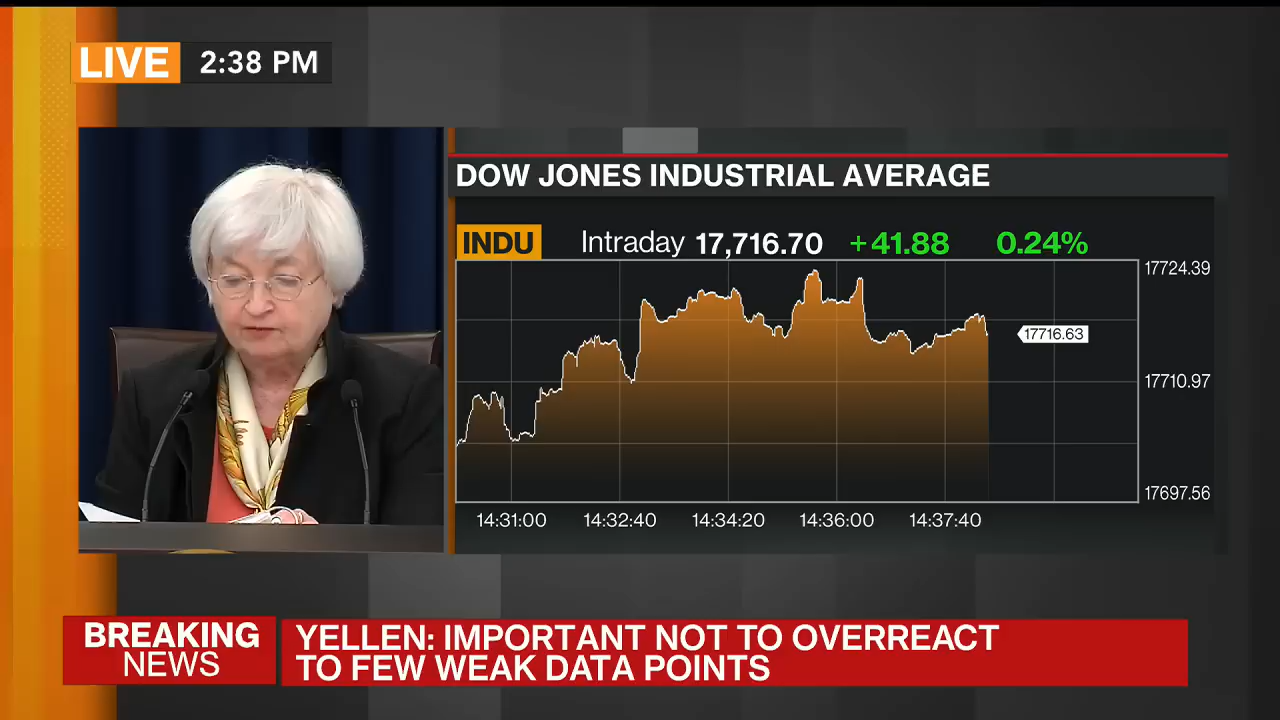 LIVE 2:38 PM
DOW JONES INDUSTRIAL AVERAGE
INDU Intraday 17,716.70 +41.88 0.24%
17724.39
17716.63
17710.97
17697.56
14:31:00 14:32:40 14:34:20 14:36:00 14:37:40
BREAKING
NEWS
YELLEN: IMPORTANT NOT TO OVERREACT
TO FEW WEAK DATA POINTS